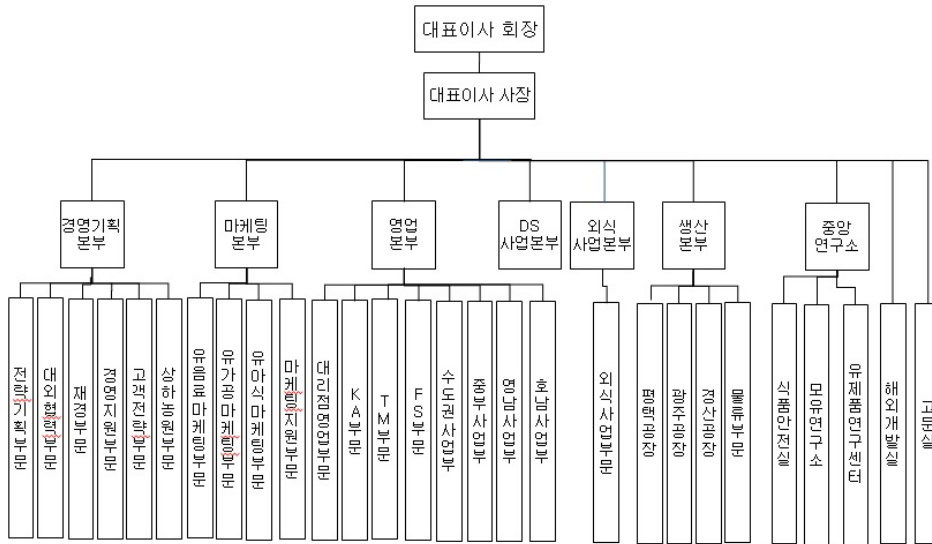 대표이사 회장
대표이사 사장
경영기획
본부
마케팅
본부
영업
본부
DS
사업본부
외식
사업본부
생산
본부
중앙
연구소
전략기획부문
대외협력부문
재경부문
경영지원부문
고객전략부문
상하농원부문
유음료마케팅부문
유가공마케팅부문
유아식마케팅부문
마케팅지원부문
대리점영업부문
KA부문
TM부문
FS부문
수도권사업부
중부사업부
영남사업부
호남사업부
외식사업부문
평택공장
광주공장
경산공장
물류부문
식품안전실
모유연구소
유제품연구센터
해외개발실
고문실